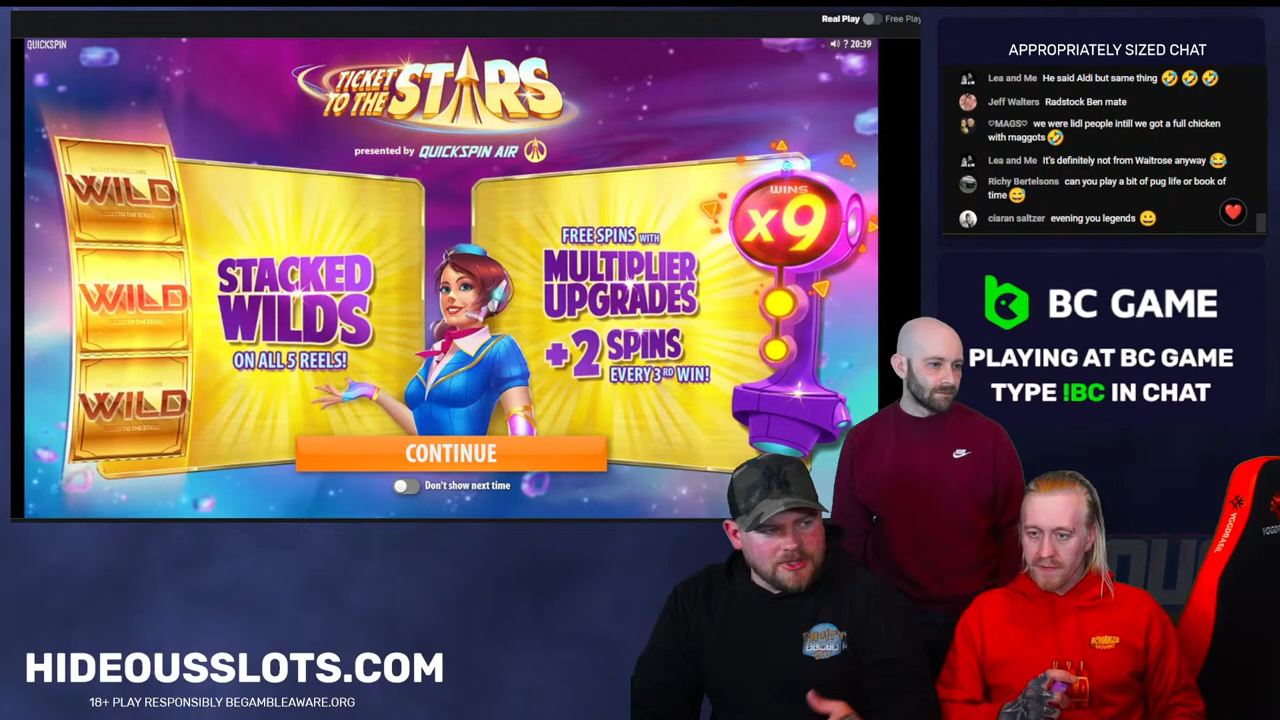 Real Play Free Play
QUICKSPIN
? 20:39
TICKET
TO THE STARS
presented by QUICKSPIN AIR
WILD
WILD
WILD
STACKED
WILDS
ON ALL 5 REELS!
FREE SPINS WITH
MULTIPLIER
UPGRADES
+2 SPINS
EVERY 3RD WIN!
WINS
x9
CONTINUE
Don't show next time
APPROPRIATELY SIZED CHAT
Lea and Me He said Aldi but same thing 🤣 🤣 🤣
Jeff Walters Radstock Ben mate
♡MAGS♡ we were lidl people intill we got a full chicken
with maggots 🤣
Lea and Me It's definitely not from Waitrose anyway 😂
Richy Bertelsons can you play a bit of pug life or book of
time 😅
ciaran saltzer evening you legends 😀
BC GAME
PLAYING AT BC GAME
TYPE !BC IN CHAT
YGGDRASIL
HIDEOUSSLOTS.COM
18+ PLAY RESPONSIBLY BEGAMBLEAWARE.ORG